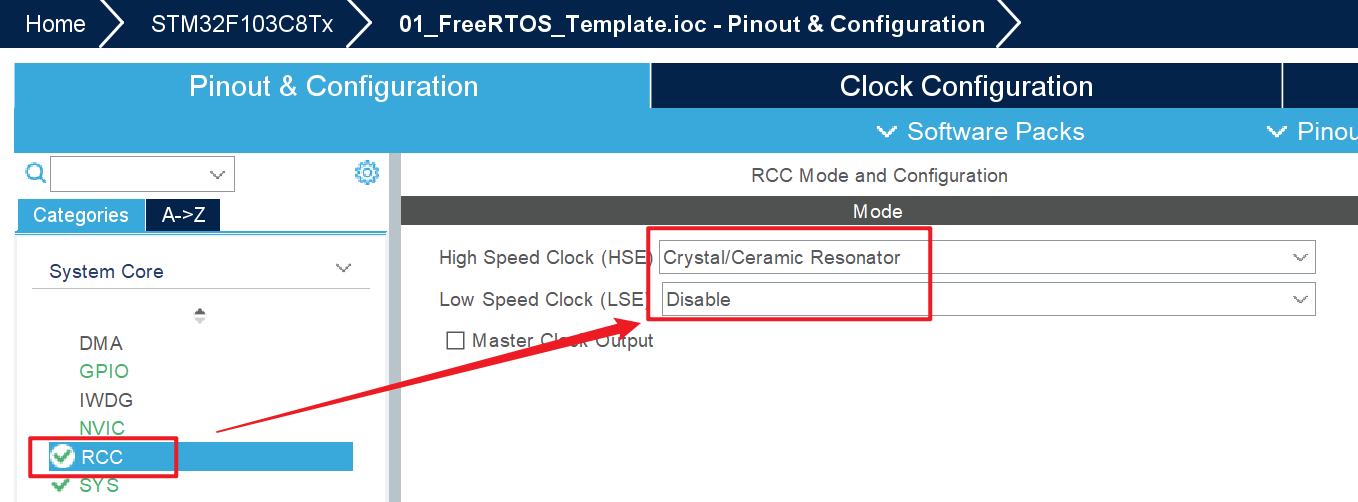 Home STM32F103C8Tx 01_FreeRTOS_Template.ioc - Pinout & Configuration
Pinout & Configuration Clock Configuration
Software Packs Pinou
RCC Mode and Configuration
Categories A->Z
Mode
System Core
High Speed Clock (HSE) Crystal/Ceramic Resonator
Low Speed Clock (LSE) Disable
Master Clock Output
DMA
GPIO
IWDG
NVIC
RCC
SYS